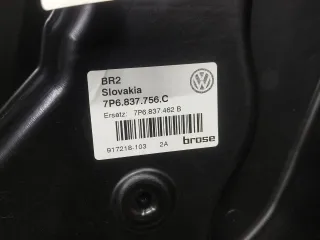 BR2
Slovakia
7P6.837.756.C
Ersatz: 7P6.837.462 B
917218-103 2A
brose